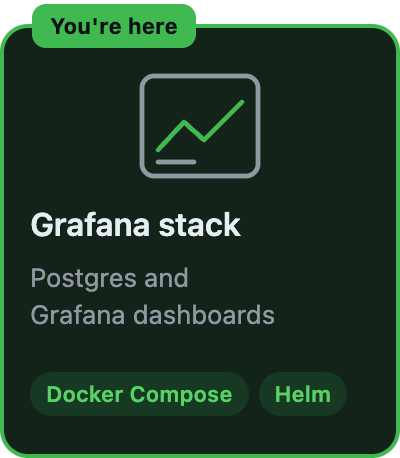 You're here
Grafana stack
Postgres and
Grafana dashboards
Docker Compose Helm